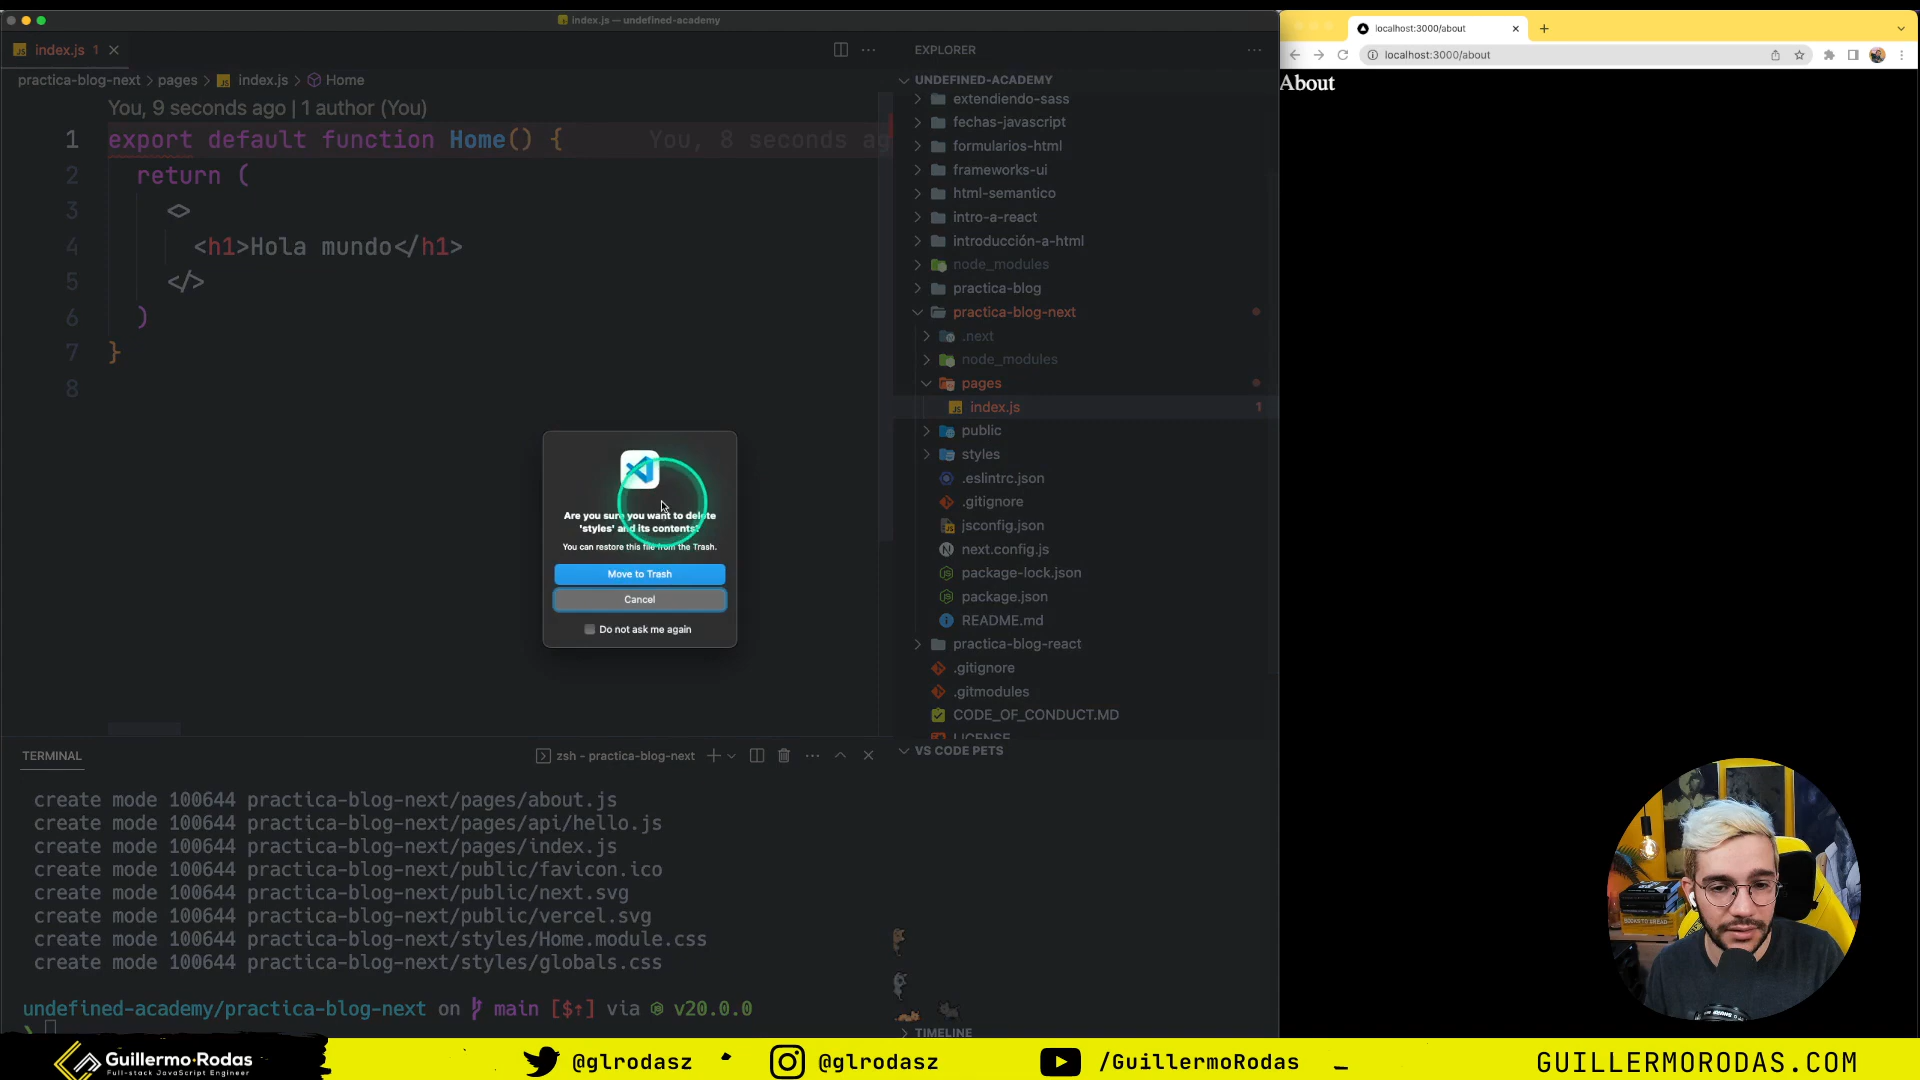 index.js — undefined-academy
index.js 1
practica-blog-next > pages > index.js > Home
You, 9 seconds ago | 1 author (You)
1 export default function Home() { You, 8 seconds ag
2 return (
3 <>
4 <h1>Hola mundo</h1>
5 </>
6 )
7 }
8
EXPLORER
UNDEFINED-ACADEMY
extendiendo-sass
fechas-javascript
formularios-html
frameworks-ui
html-semantico
intro-a-react
introducción-a-html
node_modules
practica-blog
practica-blog-next
.next
node_modules
pages
index.js 1
public
styles
.eslintrc.json
.gitignore
jsconfig.json
next.config.js
package-lock.json
package.json
README.md
practica-blog-react
.gitignore
.gitmodules
CODE_OF_CONDUCT.MD
LICENSE
VS CODE PETS
TIMELINE
Are you sure you want to delete
'styles' and its contents?
You can restore this file from the Trash.
Move to Trash
Cancel
Do not ask me again
TERMINAL
zsh - practica-blog-next
create mode 100644 practica-blog-next/pages/about.js
create mode 100644 practica-blog-next/pages/api/hello.js
create mode 100644 practica-blog-next/pages/index.js
create mode 100644 practica-blog-next/public/favicon.ico
create mode 100644 practica-blog-next/public/next.svg
create mode 100644 practica-blog-next/public/vercel.svg
create mode 100644 practica-blog-next/styles/Home.module.css
create mode 100644 practica-blog-next/styles/globals.css
undefined-academy/practica-blog-next on main [$↑] via v20.0.0
localhost:3000/about
localhost:3000/about
About
Guillermo·Rodas
Full-stack JavaScript Engineer
@glrodasz
@glrodasz
/GuillermoRodas
GUILLERMORODAS.COM